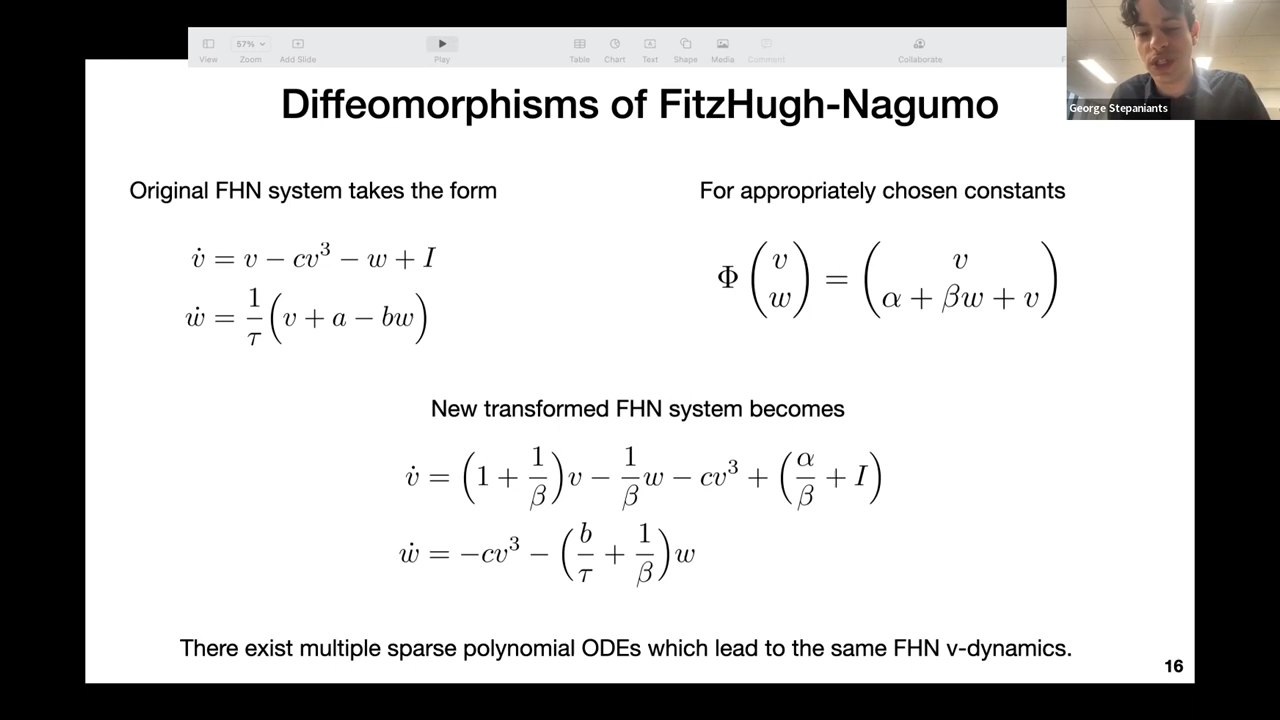 View
57%
Zoom
Add Slide
Play
Table
Chart
Text
Shape
Media
Comment
Collaborate
George Stepaniants
Diffeomorphisms of FitzHugh-Nagumo
Original FHN system takes the form
For appropriately chosen constants
v̇ = v − cv³ − w + I
ẇ = 1/τ (v + a − bw)
Φ (v w) = (v α + βw + v)
New transformed FHN system becomes
v̇ = (1 + 1/β)v − 1/β w − cv³ + (α/β + I)
ẇ = −cv³ − (b/τ + 1/β)w
There exist multiple sparse polynomial ODEs which lead to the same FHN v-dynamics.
16